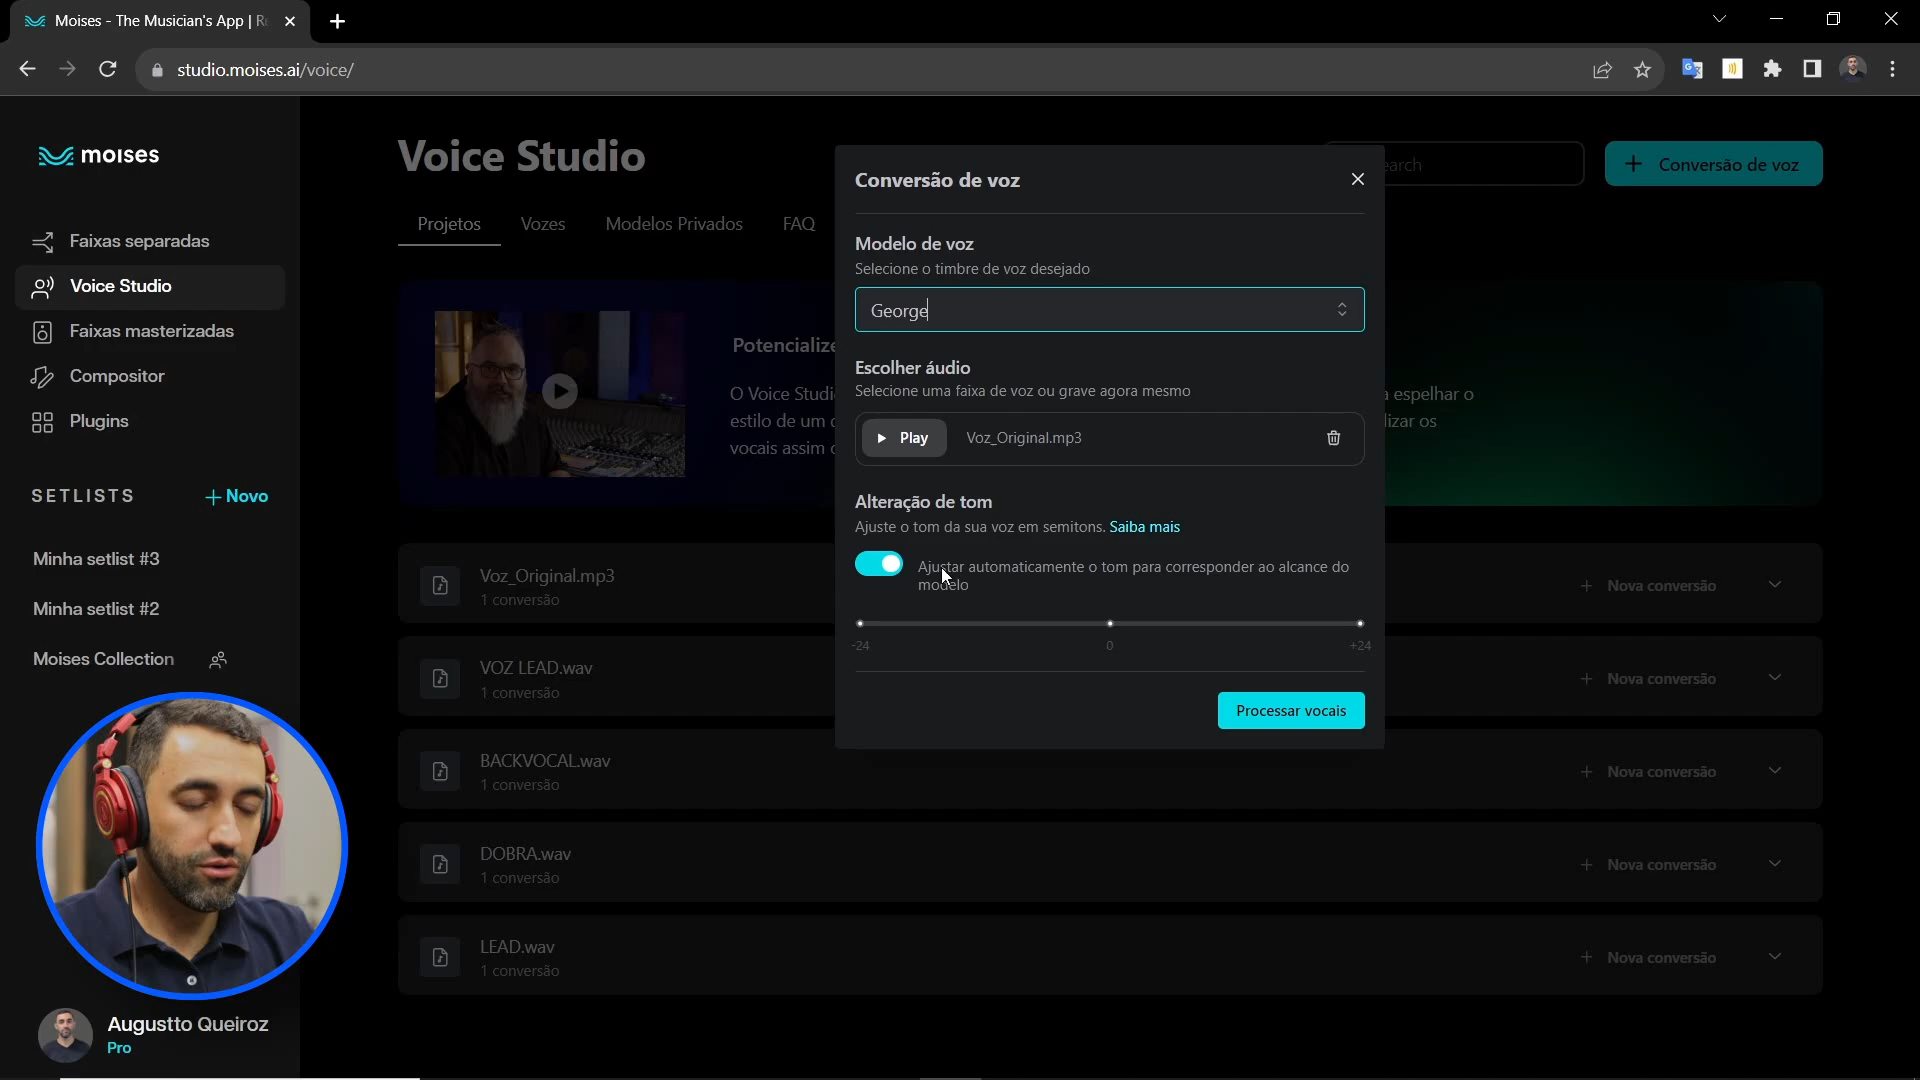 Moises - The Musician's App | R
studio.moises.ai/voice/
moises
Faixas separadas
Voice Studio
Faixas masterizadas
Compositor
Plugins
SETLISTS
Novo
Minha setlist #3
Minha setlist #2
Moises Collection
Augustto Queiroz
Pro
Voice Studio
earch
Conversão de voz
Projetos
Vozes
Modelos Privados
FAQ
Potencialize
O Voice Studi
estilo de um
vocais assim
espelhar o
lizar os
Voz_Original.mp3
1 conversão
Nova conversão
VOZ LEAD.wav
1 conversão
Nova conversão
BACKVOCAL.wav
1 conversão
Nova conversão
DOBRA.wav
1 conversão
Nova conversão
LEAD.wav
1 conversão
Nova conversão
Conversão de voz
Modelo de voz
Selecione o timbre de voz desejado
George
Escolher áudio
Selecione uma faixa de voz ou grave agora mesmo
Play
Voz_Original.mp3
Alteração de tom
Ajuste o tom da sua voz em semitons. Saiba mais
Ajustar automaticamente o tom para corresponder ao alcance do
modelo
-24
0
+24
Processar vocais